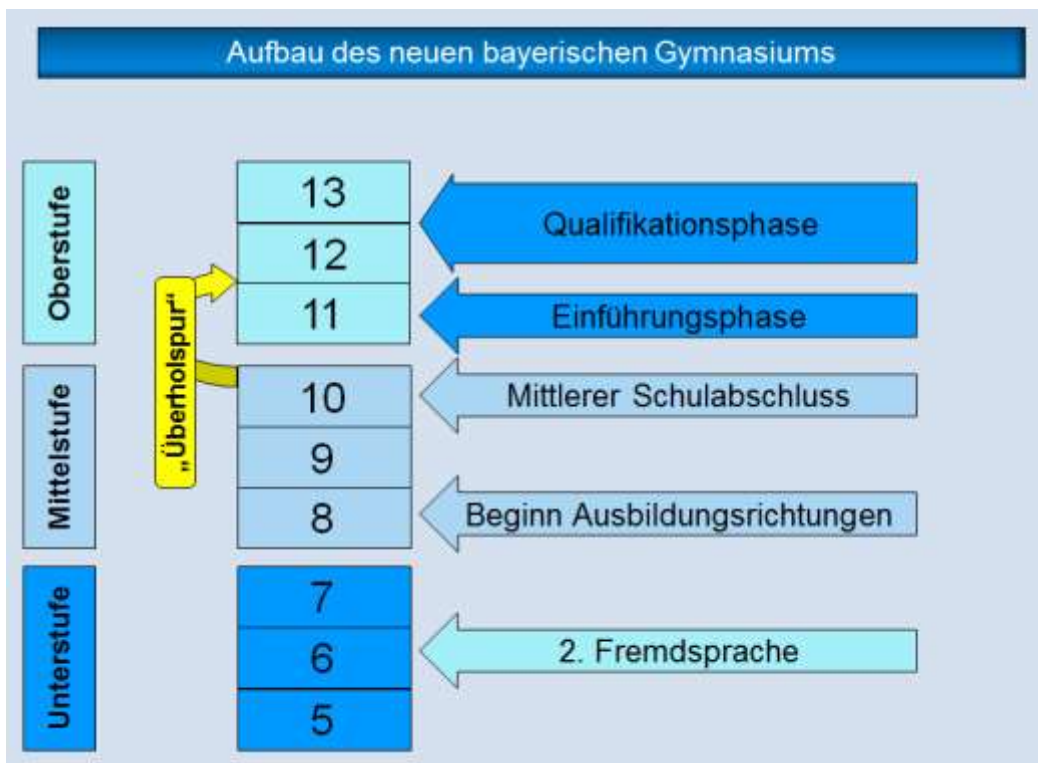 Aufbau des neuen bayerischen Gymnasiums
Oberstufe
13
12
11
Qualifikationsphase
Einführungsphase
„Überholspur“
Mittelstufe
10
9
8
Mittlerer Schulabschluss
Beginn Ausbildungsrichtungen
Unterstufe
7
6
5
2. Fremdsprache